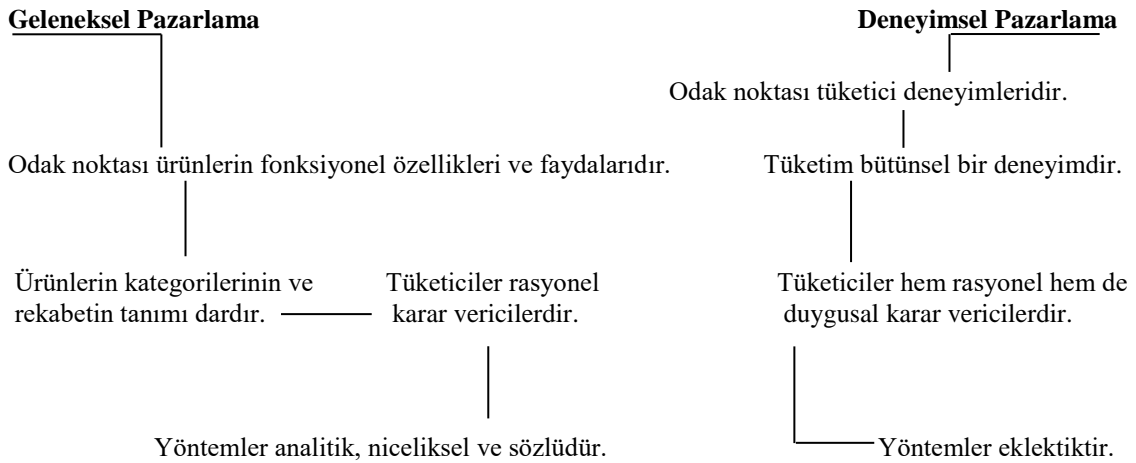 Geleneksel Pazarlama
Deneyimsel Pazarlama
Odak noktası tüketici deneyimleridir.
Odak noktası ürünlerin fonksiyonel özellikleri ve faydalarıdır.
Tüketim bütünsel bir deneyimdir.
Ürünlerin kategorilerinin ve
rekabetin tanımı dardır.
Tüketiciler rasyonel
karar vericilerdir.
Tüketiciler hem rasyonel hem de
duygusal karar vericilerdir.
Yöntemler analitik, niceliksel ve sözlüdür.
Yöntemler eklektiktir.